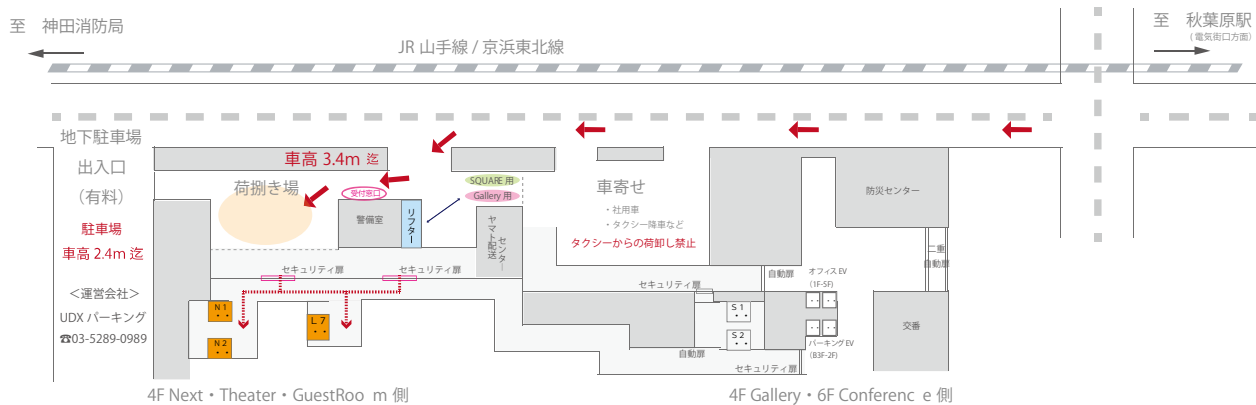 至　神田消防局
至　秋葉原駅
( 電気街口方面）
JR 山手線 / 京浜東北線
地下駐車場
出入口
（有料）
駐車場
車高 2.4m 迄
＜運営会社＞
UDX パーキング
☎03-5289-0989
車高 3.4m 迄
荷捌き場
受付窓口
警備室
リフター
SQUARE 用
Gallery 用
ヤマト配送
センター
車寄せ
・社用車
・タクシー降車など
タクシーからの荷卸し禁止
防災センター
二重
自動扉
自動扉
オフィス EV
(1F-5F)
セキュリティ扉
セキュリティ扉
セキュリティ扉
N 1
N 2
L 7
S 1
S 2
交番
自動扉
パーキング EV
(B3F-2F)
セキュリティ扉
4F Next・Theater・GuestRoo m 側
4F Gallery・6F Conferenc e 側